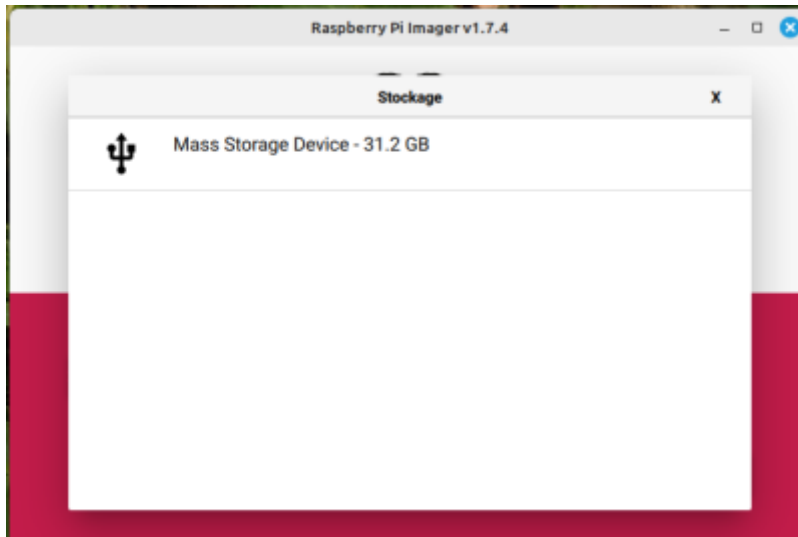 Raspberry Pi Imager v1.7.4
Stockage
X
Mass Storage Device - 31.2 GB